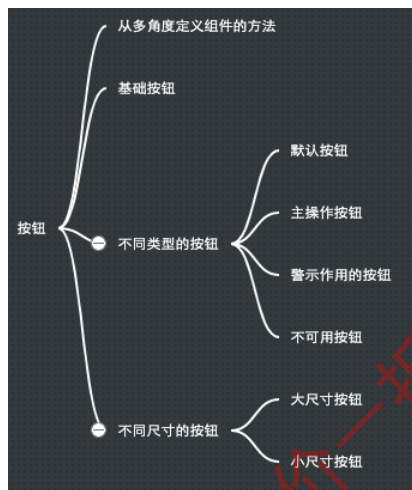 从多角度定义组件的方法
基础按钮
默认按钮
主操作按钮
按钮
不同类型的按钮
警示作用的按钮
不可用按钮
大尺寸按钮
不同尺寸的按钮
小尺寸按钮